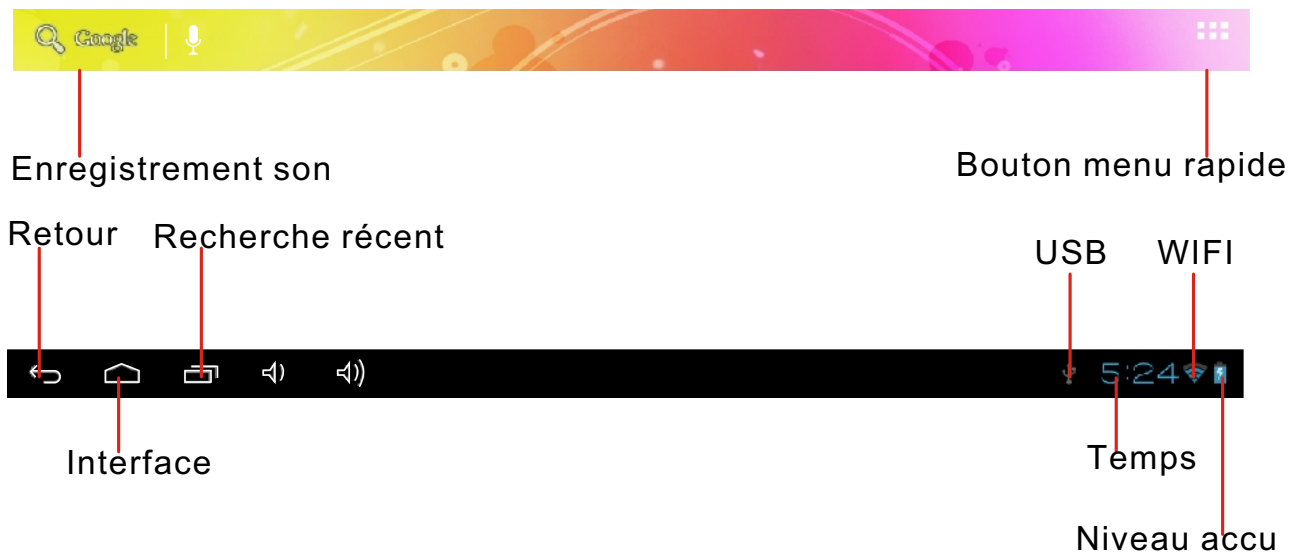 Google
Enregistrement son
Bouton menu rapide
Retour
Recherche récent
USB
WIFI
5:24
Interface
Temps
Niveau accu